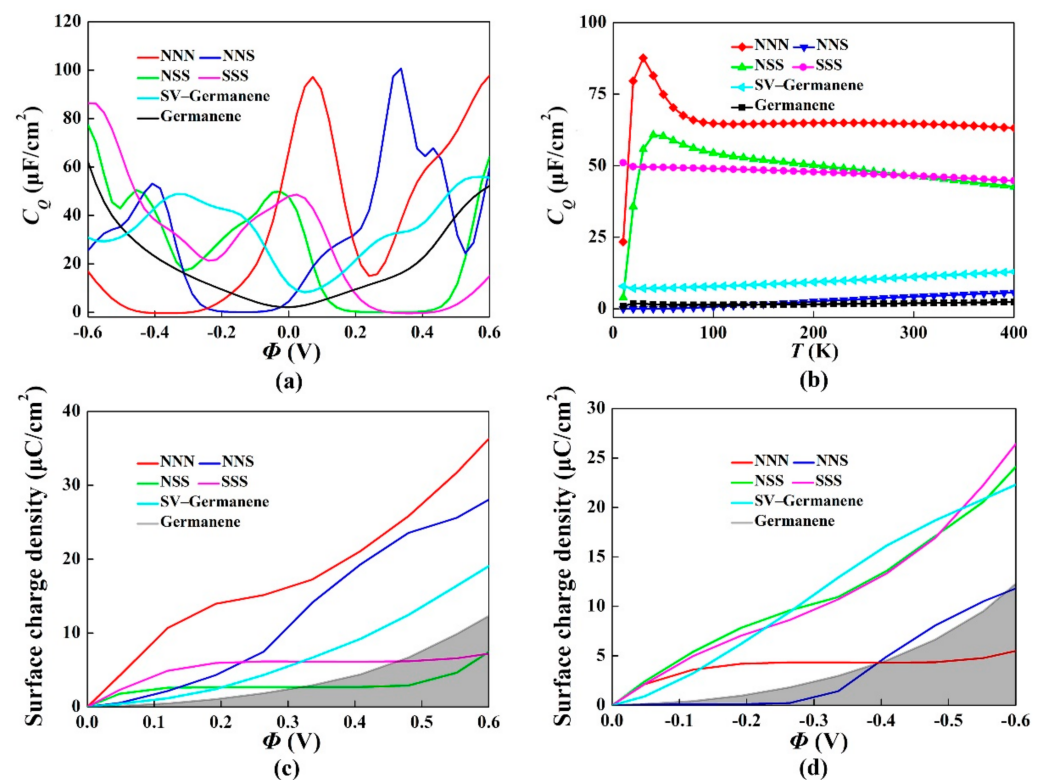 120
100
80
60
40
20
0
C_Q (µF/cm²)
NNN NNS
NSS SSS
SV–Germanene
Germanene
-0.6 -0.4 -0.2 0.0 0.2 0.4 0.6
Φ (V)
(a)
100
75
50
25
0
C_Q (µF/cm²)
NNN NNS
NSS SSS
SV–Germanene
Germanene
0 100 200 300 400
T (K)
(b)
40
30
20
10
0
Surface charge density (µC/cm²)
NNN NNS
NSS SSS
SV–Germanene
Germanene
0.0 0.1 0.2 0.3 0.4 0.5 0.6
Φ (V)
(c)
30
25
20
15
10
5
0
Surface charge density (µC/cm²)
NNN NNS
NSS SSS
SV–Germanene
Germanene
0.0 -0.1 -0.2 -0.3 -0.4 -0.5 -0.6
Φ (V)
(d)